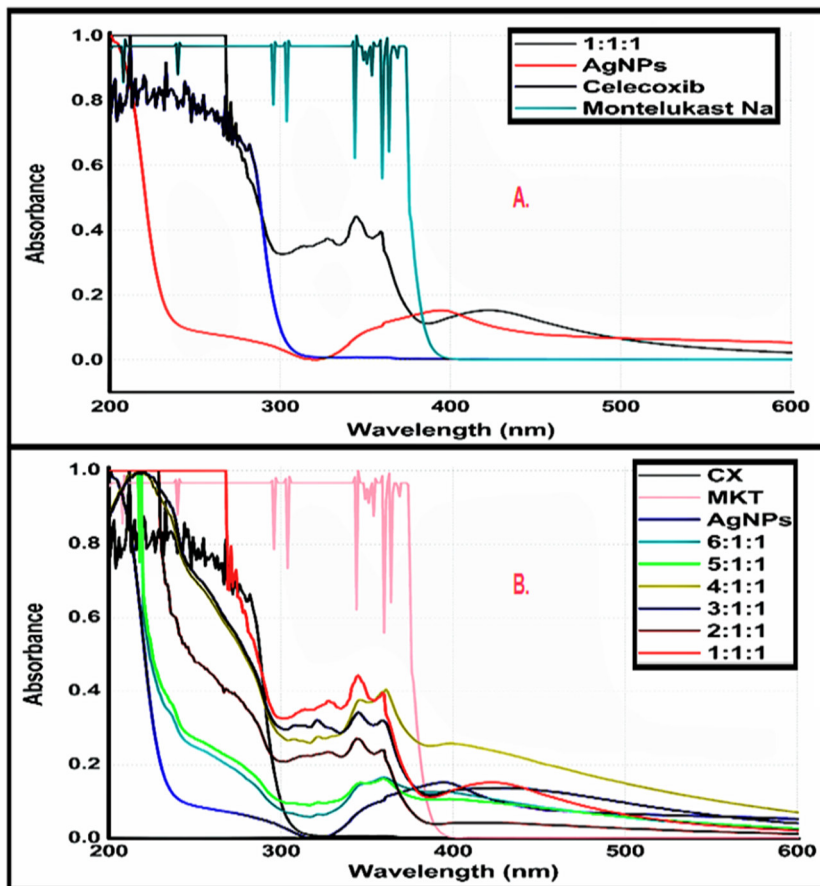 1:1:1
AgNPs
Celecoxib
Montelukast Na
A.
Absorbance
1.0
0.8
0.6
0.4
0.2
0.0
200 300 400 500 600
Wavelength (nm)
CX
MKT
AgNPs
6:1:1
5:1:1
4:1:1
3:1:1
2:1:1
1:1:1
B.
Absorbance
1.0
0.8
0.6
0.4
0.2
0.0
200 300 400 500 600
Wavelength (nm)